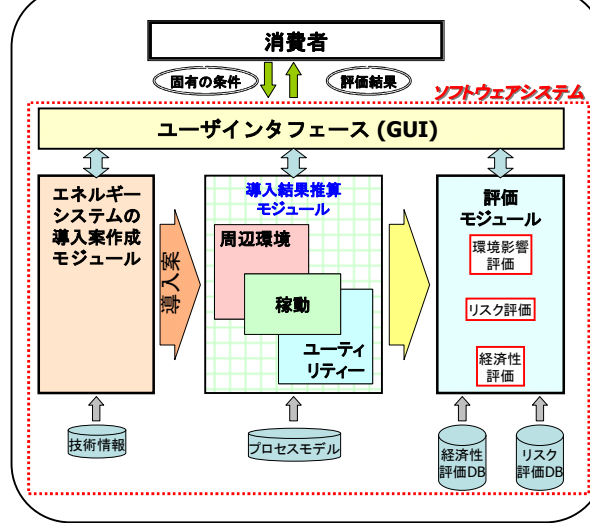 消費者
固有の条件
評価結果
ソフトウェアシステム
ユーザインタフェース (GUI)
エネルギー
システムの
導入案作成
モジュール
導入案
導入結果推算
モジュール
周辺環境
稼動
ユーティ
リティー
評価
モジュール
環境影響
評価
リスク評価
経済性
評価
技術情報
プロセスモデル
経済性
評価DB
リスク
評価DB